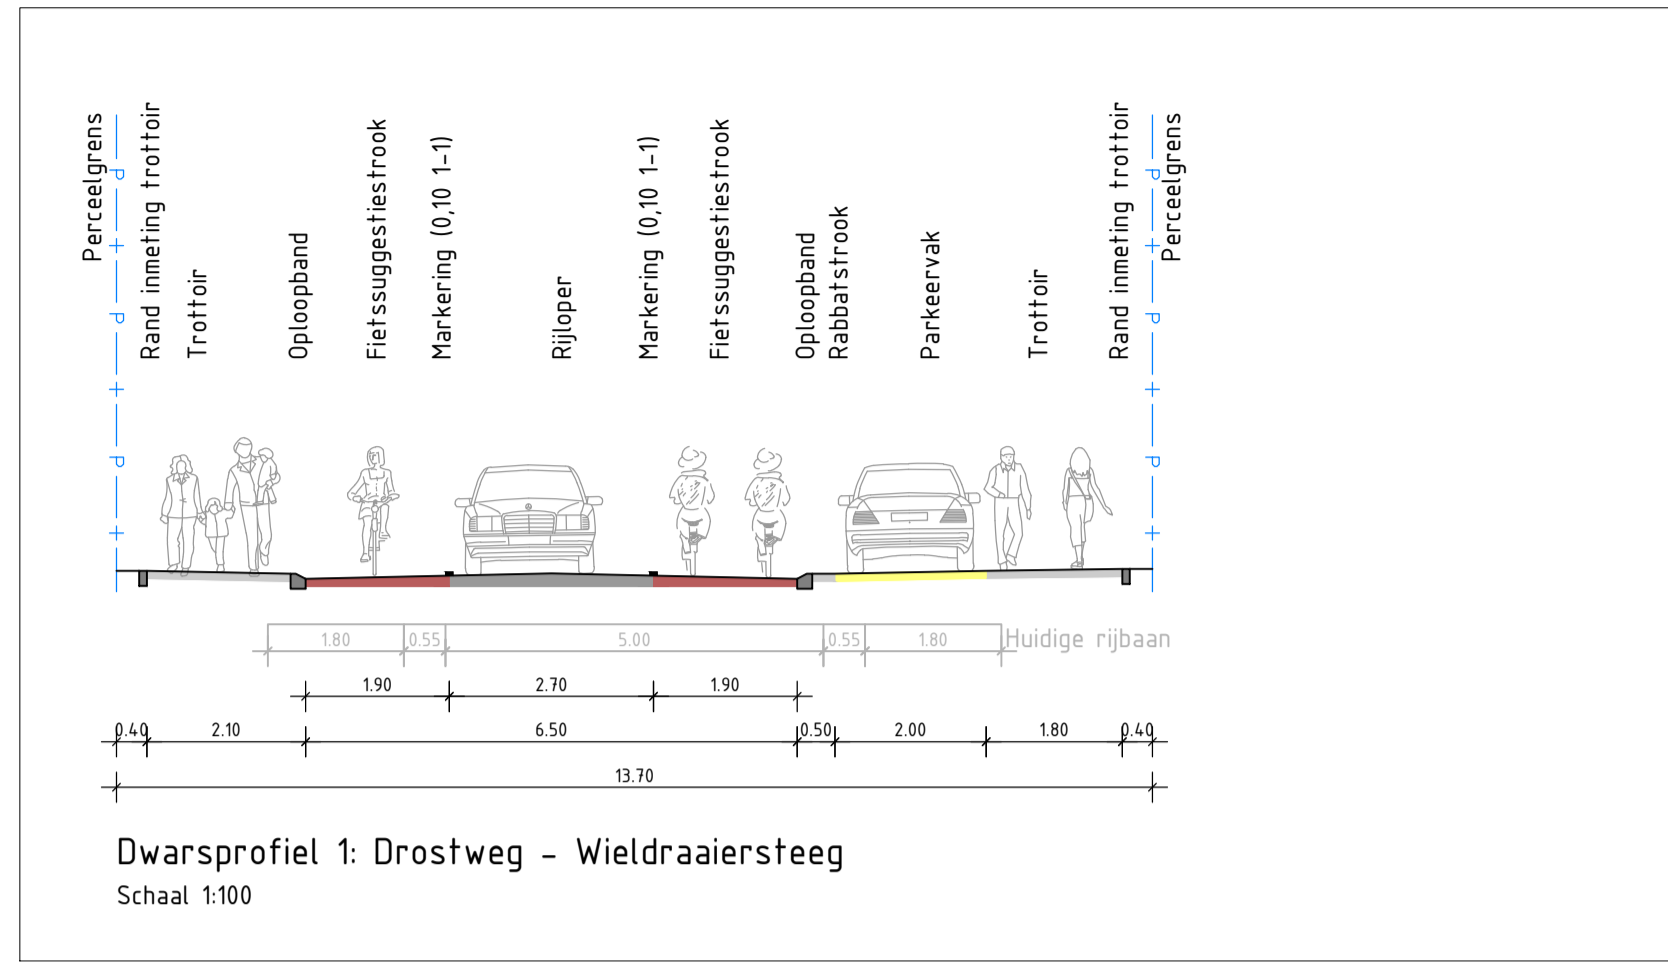 Perceelgrens
Rand inmeting trottoir
Trottoir
Oploopband
Fietssuggestiestrook
Markering (0,10 1-1)
Rijloper
Markering (0,10 1-1)
Fietssuggestiestrook
Oploopband
Rabbatstrook
Parkeervak
Trottoir
Rand inmeting trottoir
Perceelgrens
P P
P P
P P
1.80 0.55 5.00 0.55 1.80 Huidige rijbaan
1.90 2.70 1.90
0.40 2.10 6.50 0.50 2.00 1.80 0.40
13.70
Dwarsprofiel 1: Drostweg - Wieldraaiersteeg
Schaal 1:100